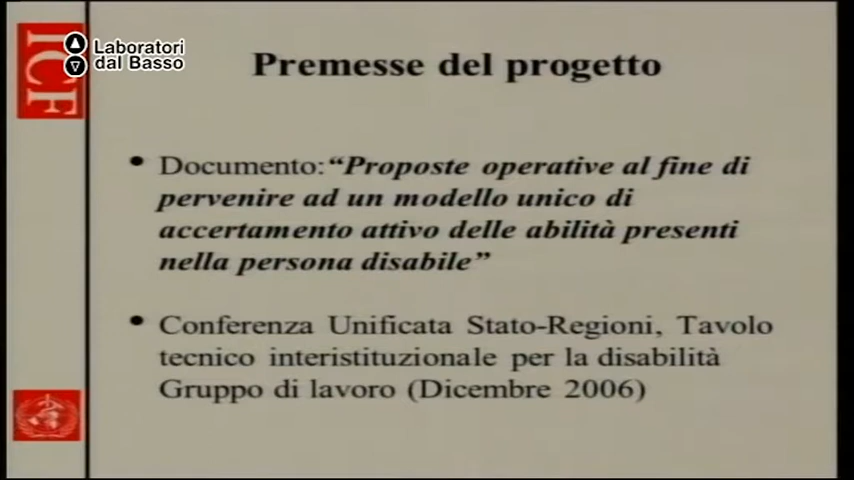 ICF
Laboratori
dal Basso
Premesse del progetto
• Documento: “Proposte operative al fine di
pervenire ad un modello unico di
accertamento attivo delle abilità presenti
nella persona disabile”
• Conferenza Unificata Stato-Regioni, Tavolo
tecnico interistituzionale per la disabilità
Gruppo di lavoro (Dicembre 2006)